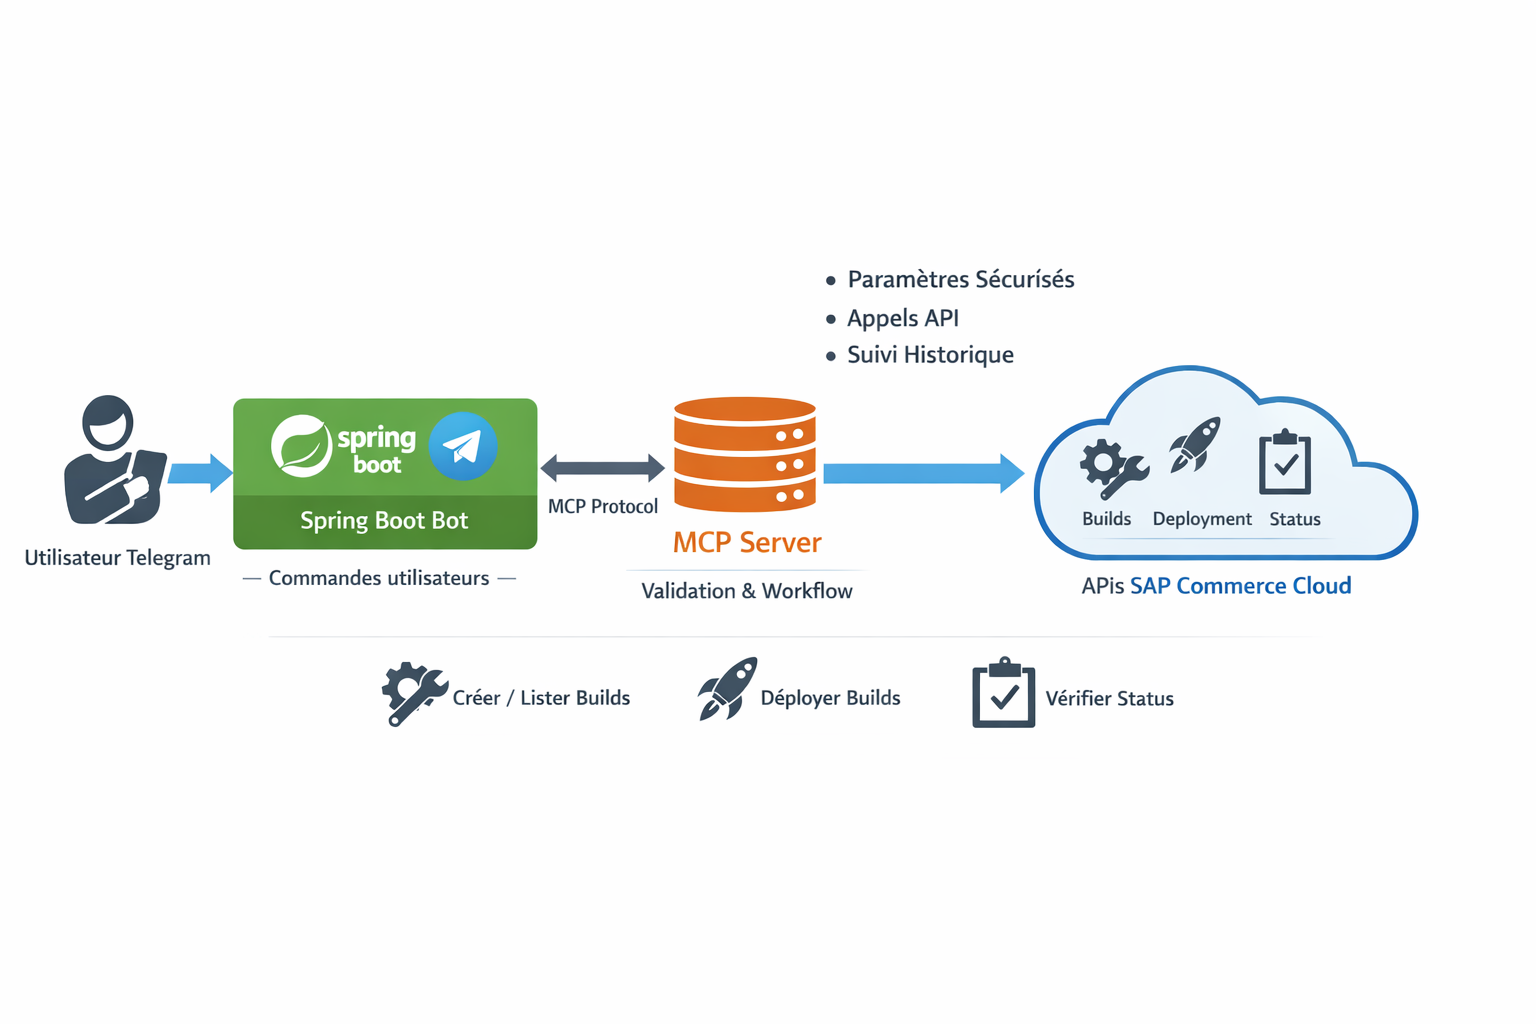 • Paramètres Sécurísés
• Appels API
• Suivi Historique
spring
boot
Spring Boot Bot
MCP Protocol
Utilisateur Telegram
— Commandes utilisateurs —
MCP Server
Validation & Workflow
Builds
Deployment
Status
APis SAP Commerce Cloud
Créer / Lister Builds
Déployer Builds
Vérifier Status